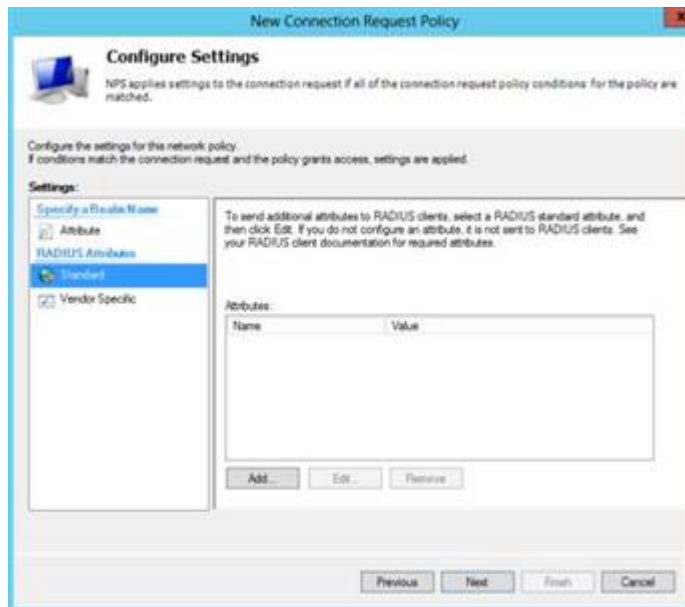 New Connection Request Policy
x
Configure Settings
NPS applies settings to the connection request if all of the connection request policy conditions for the policy are
matched.
Configure the settings for this network policy.
If conditions match the connection request and the policy grants access, settings are applied.
Settings:
Specify a Realm Name
Attribute
RADIUS Attributes
Standard
Vendor Specific
To send additional attributes to RADIUS clients, select a RADIUS standard attribute, and
then click Edit. If you do not configure an attribute, it is not sent to RADIUS clients. See
your RADIUS client documentation for required attributes.
Attributes:
Name Value
Add... Edit... Remove
Previous Next Finish Cancel